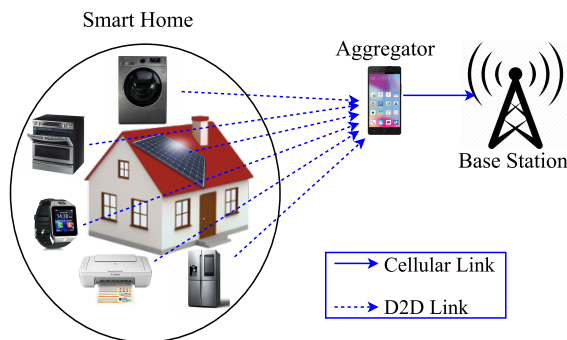 Smart Home
Aggregator
Base Station
Cellular Link
D2D Link